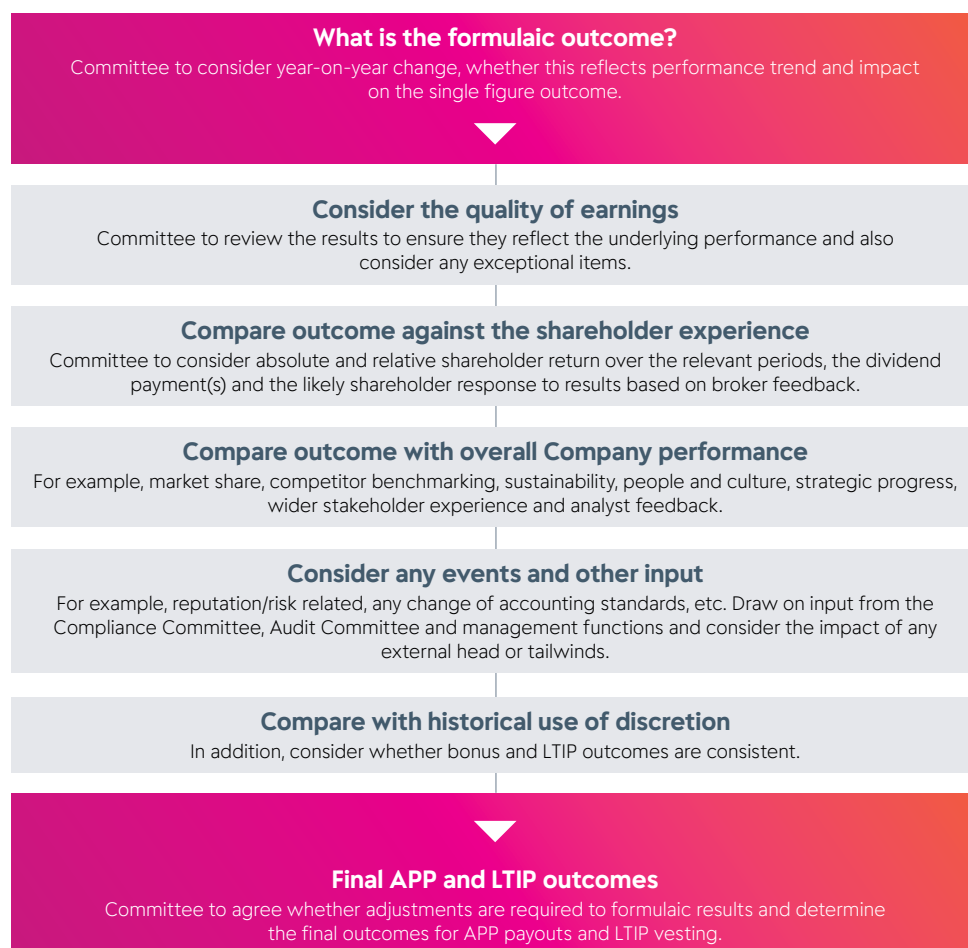 What is the formulaic outcome?
Committee to consider year-on-year change, whether this reflects performance trend and impact
on the single figure outcome.
Consider the quality of earnings
Committee to review the results to ensure they reflect the underlying performance and also
consider any exceptional items.
Compare outcome against the shareholder experience
Committee to consider absolute and relative shareholder return over the relevant periods, the dividend
payment(s) and the likely shareholder response to results based on broker feedback.
Compare outcome with overall Company performance
For example, market share, competitor benchmarking, sustainability, people and culture, strategic progress,
wider stakeholder experience and analyst feedback.
Consider any events and other input
For example, reputation/risk related, any change of accounting standards, etc. Draw on input from the
Compliance Committee, Audit Committee and management functions and consider the impact of any
external head or tailwinds.
Compare with historical use of discretion
In addition, consider whether bonus and LTIP outcomes are consistent.
Final APP and LTIP outcomes
Committee to agree whether adjustments are required to formulaic results and determine
the final outcomes for APP payouts and LTIP vesting.